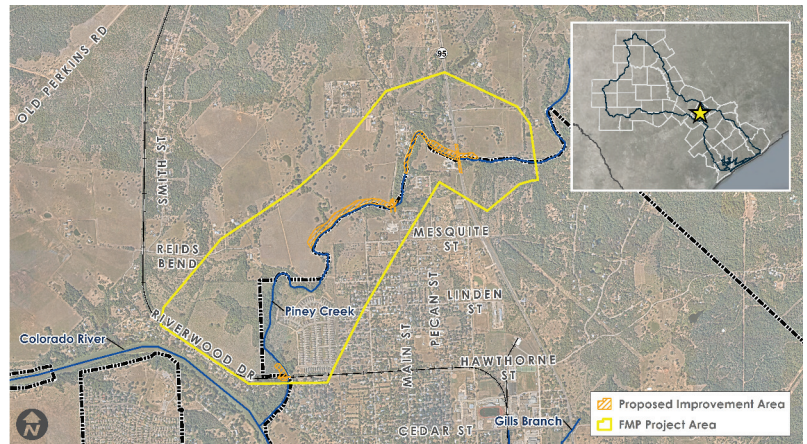 OLD PERKINS RD
95
SMITH ST
REIDS
BEND
MESQUITE
ST
Piney Creek
LINDEN
ST
PECAN ST
MAIN ST
RIVERWOOD DR
Colorado River
HAWTHORNE
ST
CEDAR ST
Gills Branch
Proposed Improvement Area
FMP Project Area
N